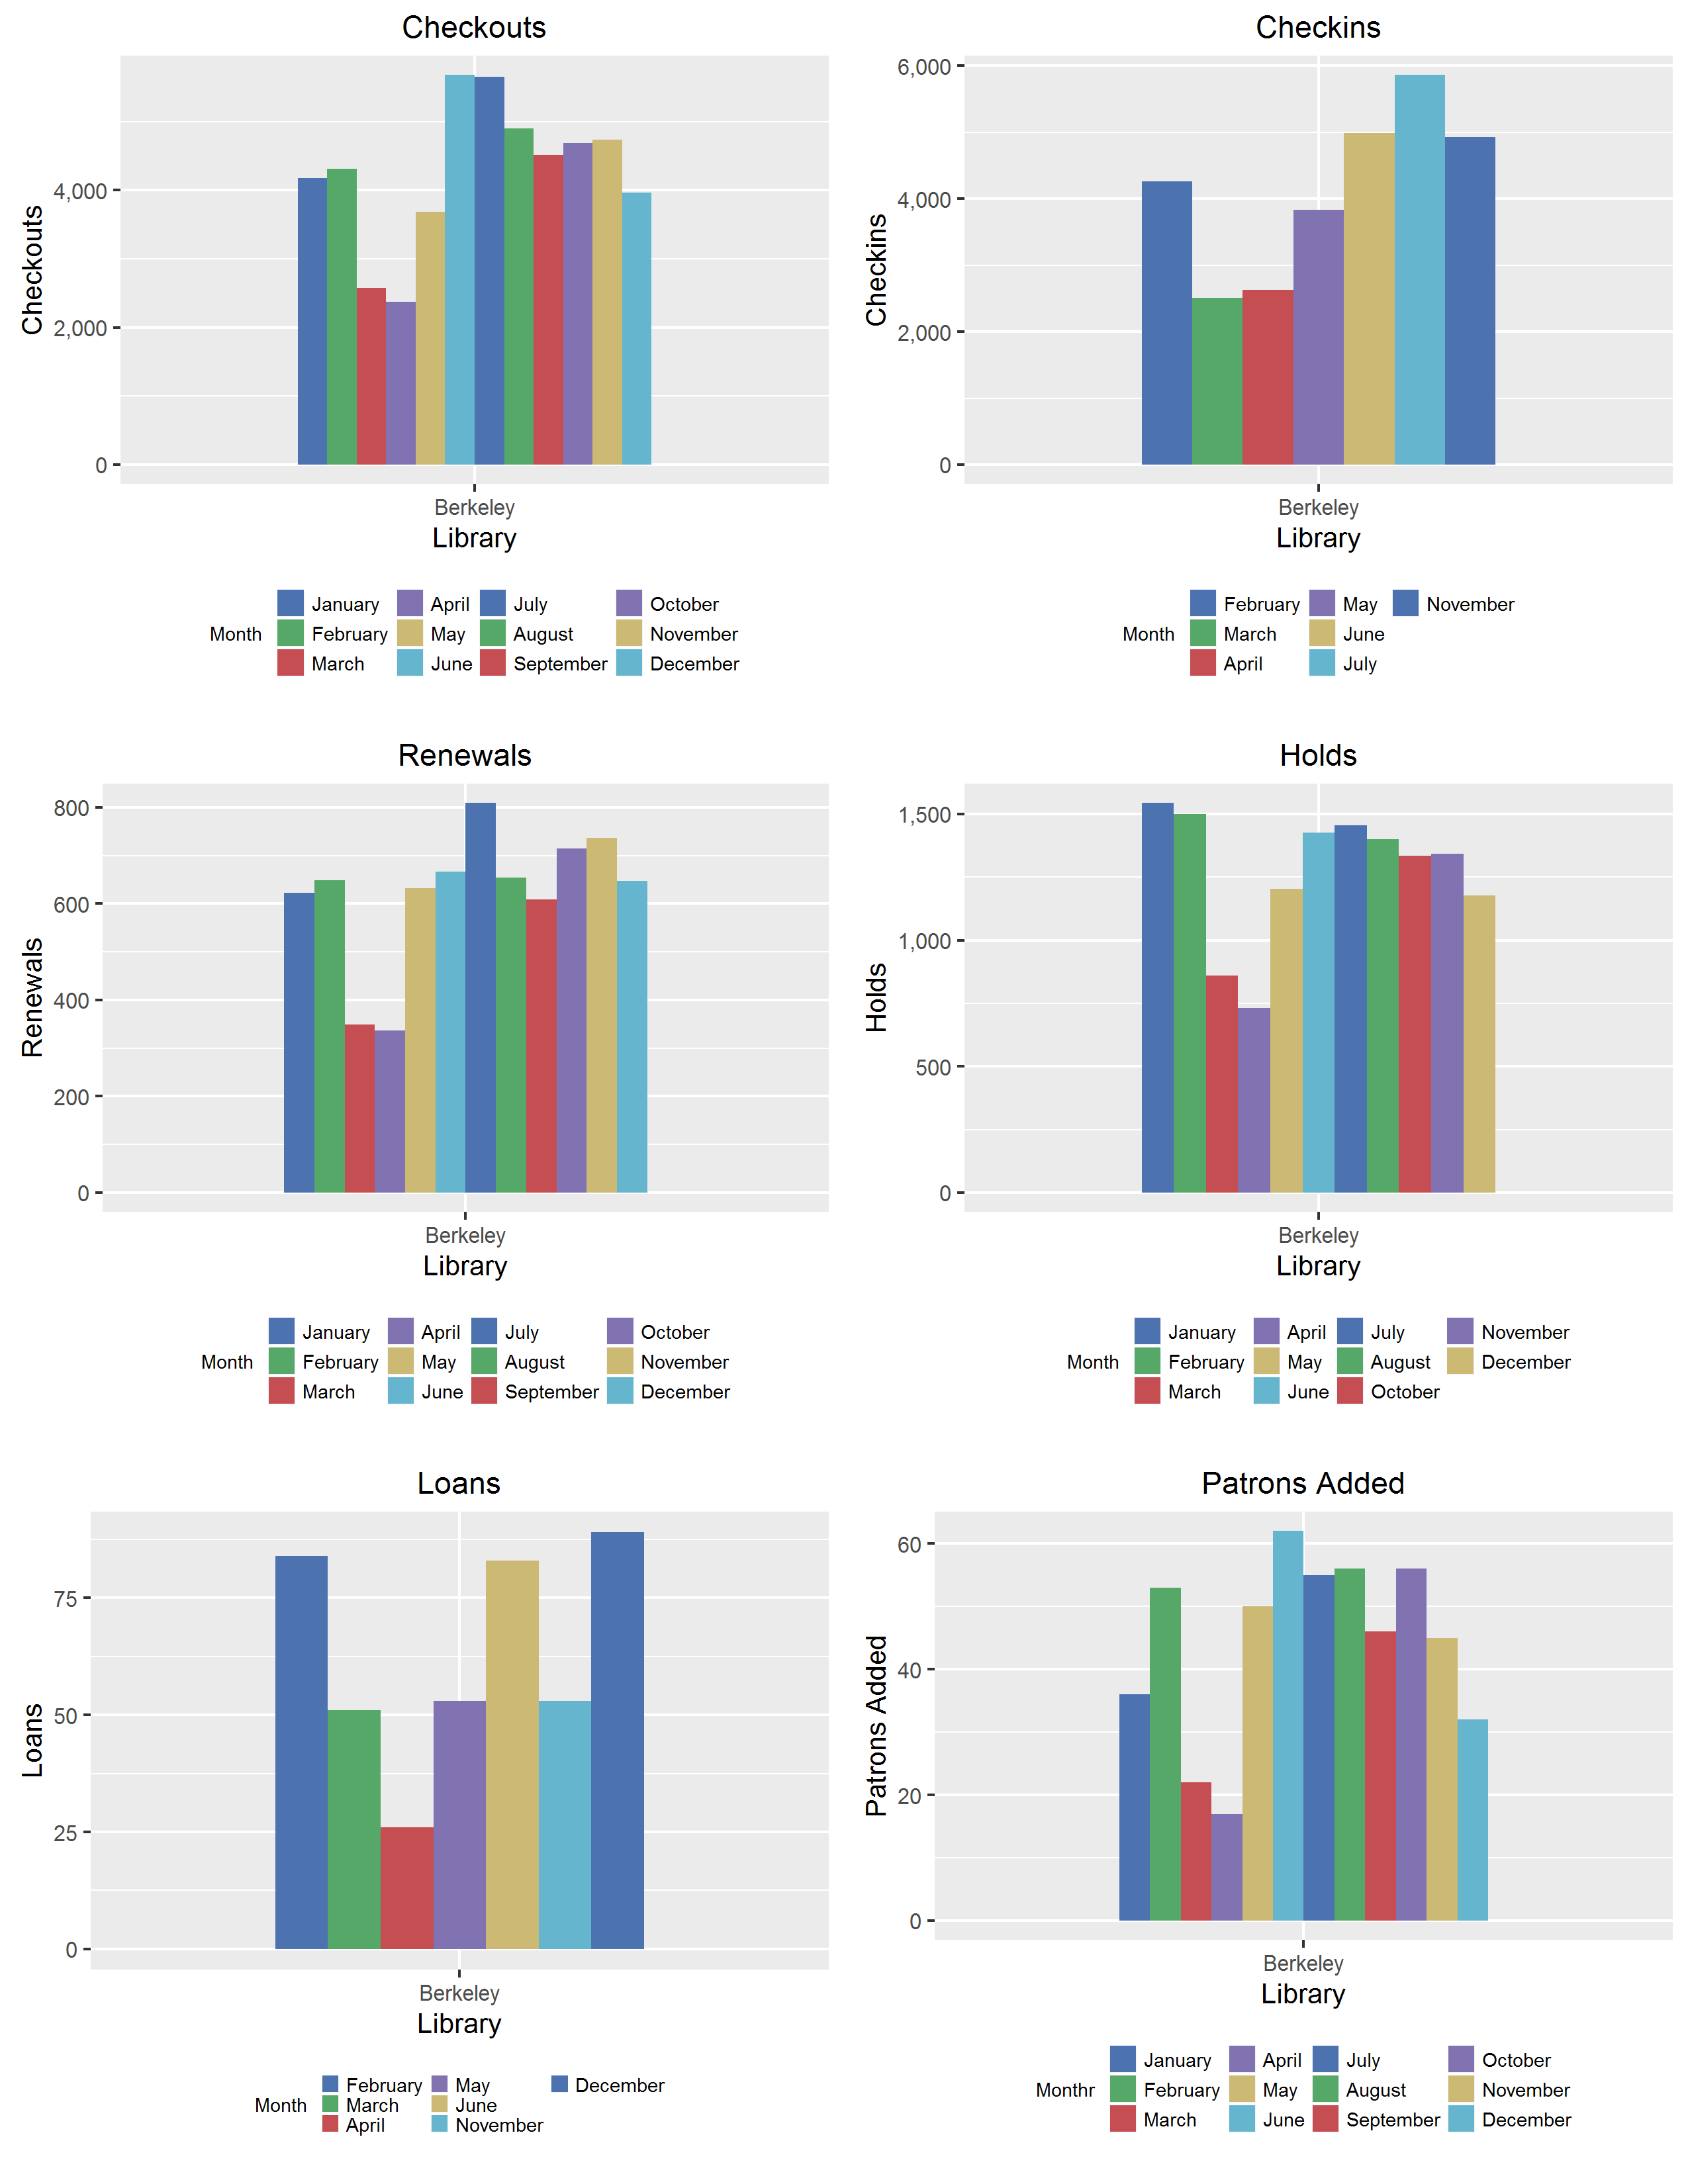 Checkouts
Checkouts
4,000
2,000
0
Berkeley
Library
Month
January April July October
February May August November
March June September December
Checkins
Checkins
6,000
4,000
2,000
0
Berkeley
Library
Month
February May November
March June
April July
Renewals
Renewals
800
600
400
200
0
Berkeley
Library
Month
January April July October
February May August November
March June September December
Holds
Holds
1,500
1,000
500
0
Berkeley
Library
Month
January April July November
February May August December
March June October
Loans
Loans
75
50
25
0
Berkeley
Library
Month
February May December
March June
April November
Patrons Added
Patrons Added
60
40
20
0
Berkeley
Library
Monthr
January April July October
February May August November
March June September December